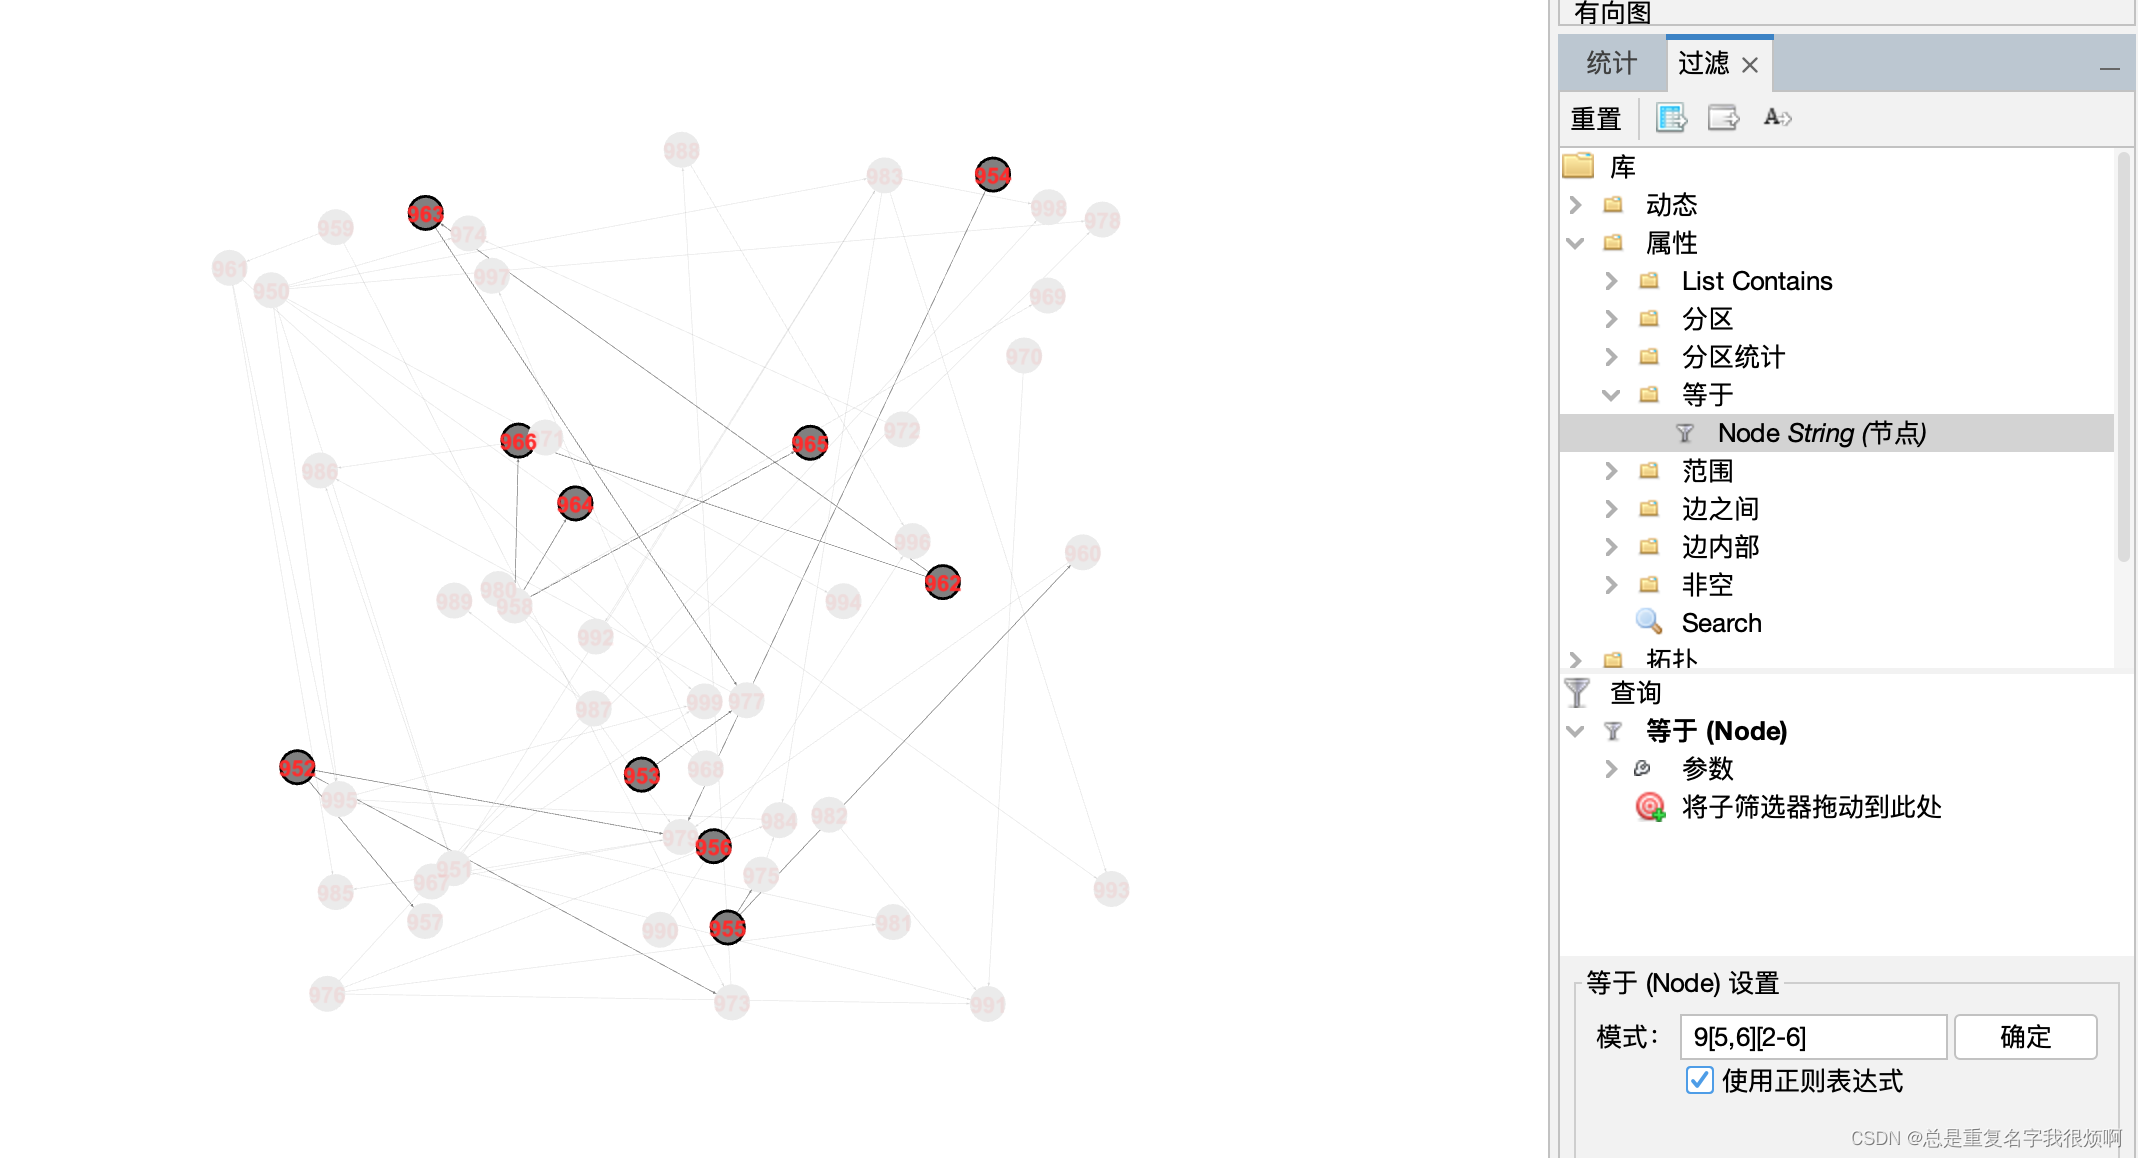 有向图
统计 过滤
重置
库
动态
属性
List Contains
分区
分区统计
等于
Node String (节点)
范围
边之间
边内部
非空
Search
拓扑
查询
等于 (Node)
参数
将子筛选器拖动到此处
等于 (Node) 设置
模式: 9[5,6][2-6] 确定
使用正则表达式
988
983
954
963
998
978
959
974
961
950
997
969
970
966
971
965
972
986
964
996
960
962
980
989
958
994
992
999
977
987
952
953
968
995
984
982
979
956
951
967
975
985
993
957
990
955
981
976
973
991
CSDN @总是重复名字我很烦啊